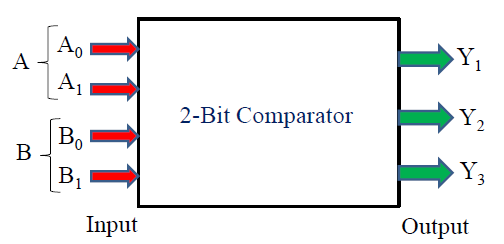 A
A₀
A₁
B
B₀
B₁
2-Bit Comparator
Y₁
Y₂
Y₃
Input
Output